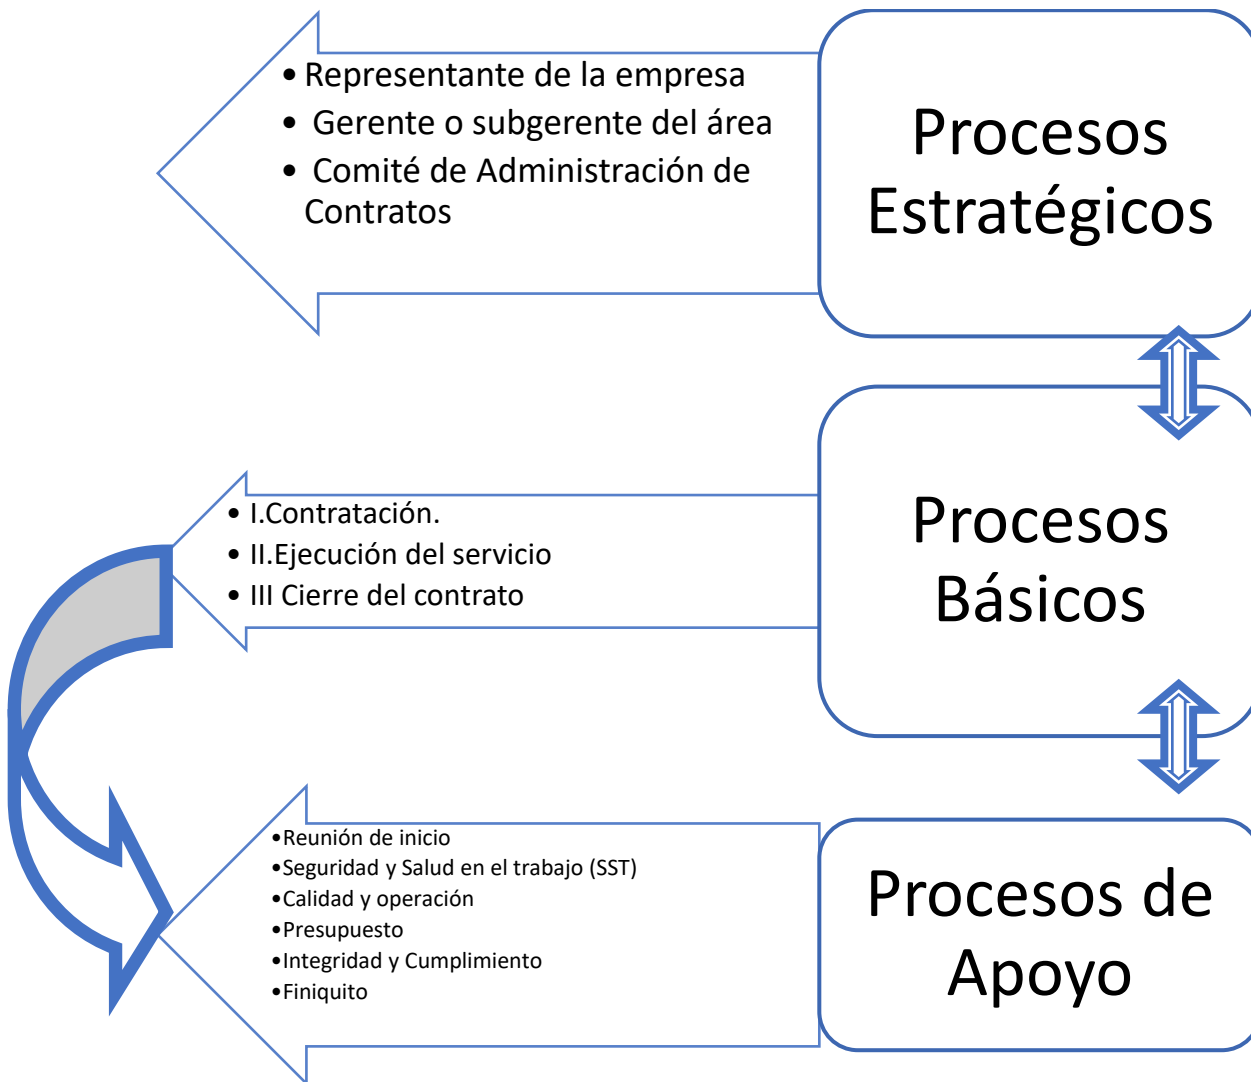 • Representante de la empresa
• Gerente o subgerente del área
• Comité de Administración de
Contratos
Procesos
Estratégicos
• I.Contratación.
• II.Ejecución del servicio
• III Cierre del contrato
Procesos
Básicos
•Reunión de inicio
•Seguridad y Salud en el trabajo (SST)
•Calidad y operación
•Presupuesto
•Integridad y Cumplimiento
•Finiquito
Procesos de
Apoyo